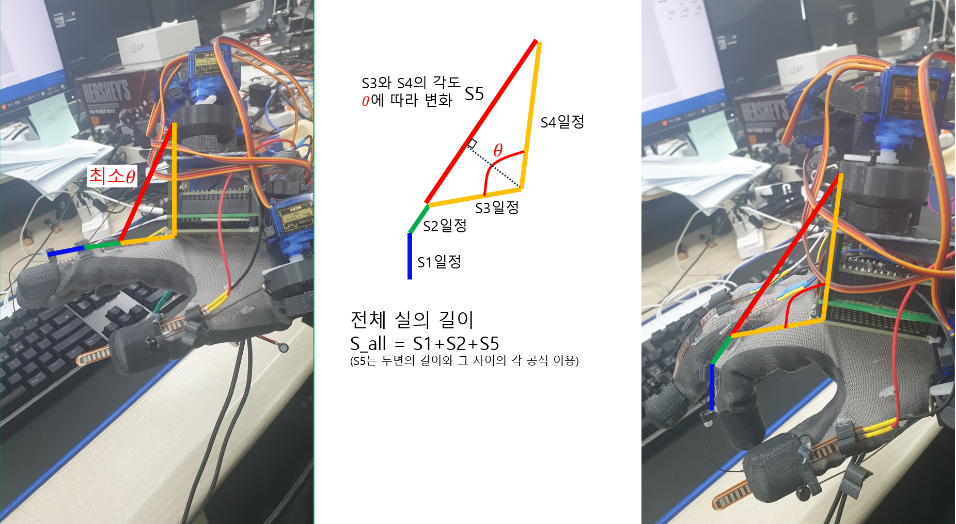 LEAP
HERSHEY'S
최소θ
S3와 S4의 각도
θ에 따라 변화
S5
S4일정
θ
S3일정
S2일정
S1일정
전체 실의 길이
S_all = S1+S2+S5
(S5는 두변의 길이와 그 사이의 각 공식 이용)
LEAP
HERSHEY'S